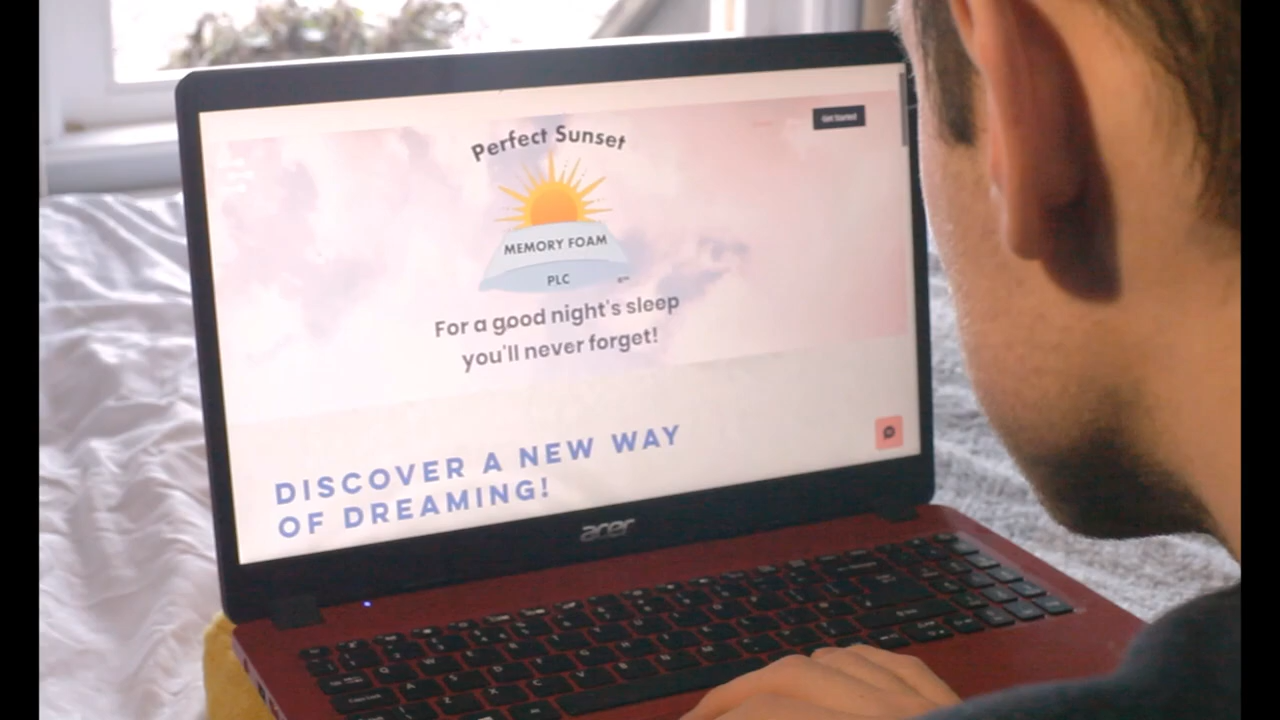 Perfect Sunset
Get Started
MEMORY FOAM
PLC
For a good night's sleep
you'll never forget!
DISCOVER A NEW WAY
OF DREAMING!
acer